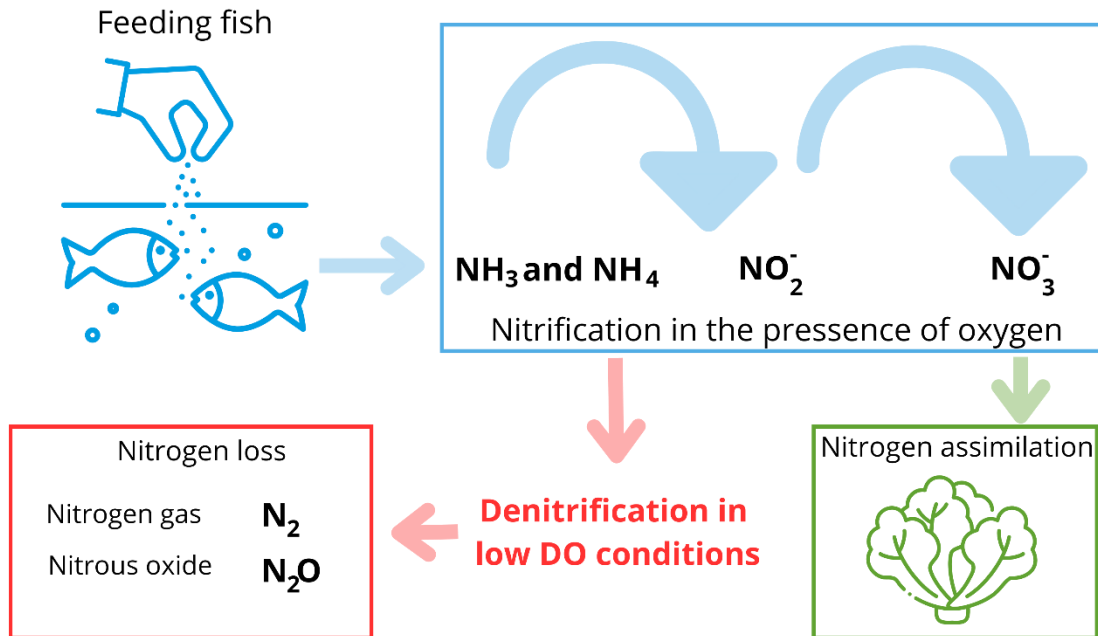 Feeding fish
NH₃ and NH₄
NO₂⁻
NO₃⁻
Nitrification in the pressence of oxygen
Nitrogen loss
Nitrogen gas N₂
Nitrous oxide N₂O
Denitrification in
low DO conditions
Nitrogen assimilation